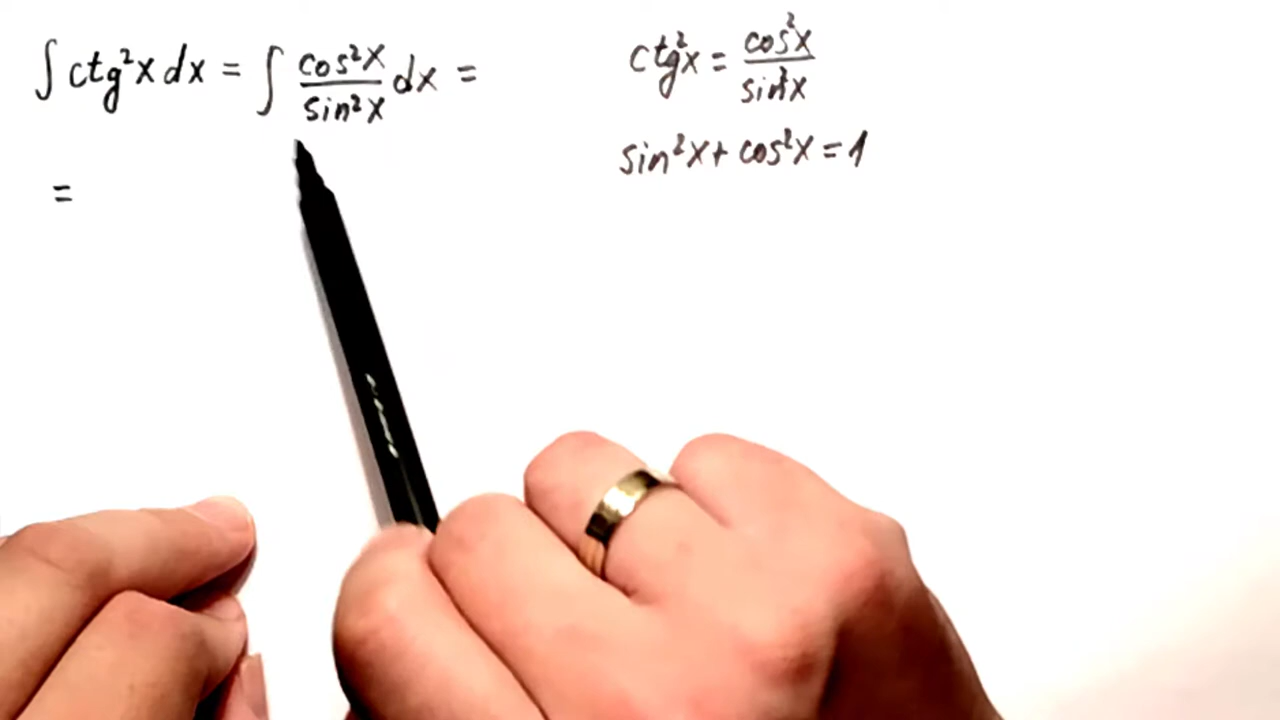 ∫ ctg²x dx = ∫ cos²x/sin²x dx =
=
ctg²x = cos²x/sin²x
sin²x + cos²x = 1